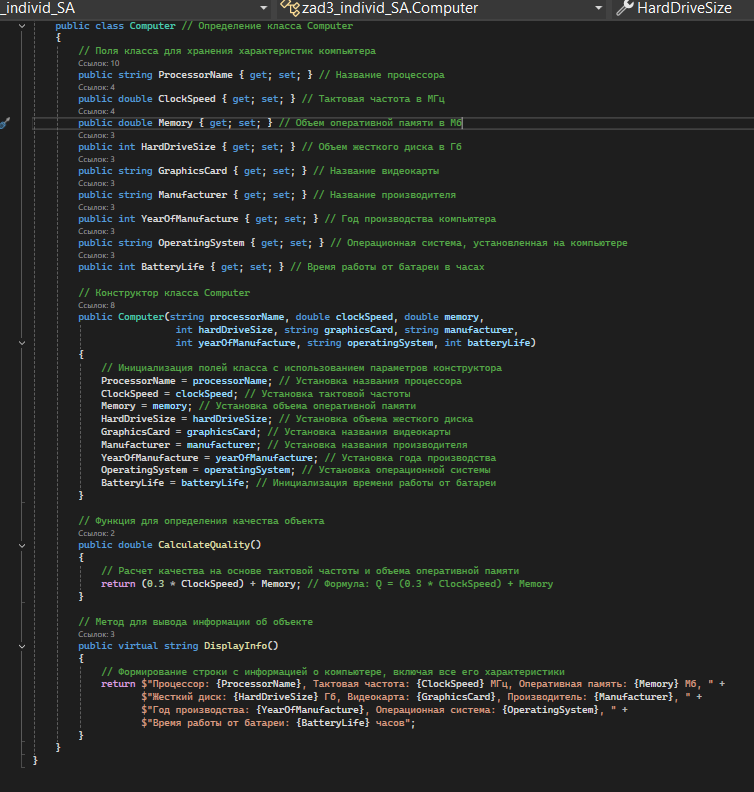 _individ_SA zad3_individ_SA.Computer HardDriveSize
public class Computer // Определение класса Computer
{
// Поля класса для хранения характеристик компьютера
Ссылок: 10
public string ProcessorName { get; set; } // Название процессора
Ссылок: 4
public double ClockSpeed { get; set; } // Тактовая частота в МГц
Ссылок: 4
public double Memory { get; set; } // Объем оперативной памяти в Мб
Ссылок: 3
public int HardDriveSize { get; set; } // Объем жесткого диска в Гб
Ссылок: 3
public string GraphicsCard { get; set; } // Название видеокарты
Ссылок: 3
public string Manufacturer { get; set; } // Название производителя
Ссылок: 3
public int YearOfManufacture { get; set; } // Год производства компьютера
Ссылок: 3
public string OperatingSystem { get; set; } // Операционная система, установленная на компьютере
Ссылок: 3
public int BatteryLife { get; set; } // Время работы от батареи в часах
// Конструктор класса Computer
Ссылок: 8
public Computer(string processorName, double clockSpeed, double memory,
int hardDriveSize, string graphicsCard, string manufacturer,
int yearOfManufacture, string operatingSystem, int batteryLife)
{
// Инициализация полей класса с использованием параметров конструктора
ProcessorName = processorName; // Установка названия процессора
ClockSpeed = clockSpeed; // Установка тактовой частоты
Memory = memory; // Установка объема оперативной памяти
HardDriveSize = hardDriveSize; // Установка объема жесткого диска
GraphicsCard = graphicsCard; // Установка названия видеокарты
Manufacturer = manufacturer; // Установка названия производителя
YearOfManufacture = yearOfManufacture; // Установка года производства
OperatingSystem = operatingSystem; // Установка операционной системы
BatteryLife = batteryLife; // Инициализация времени работы от батареи
}
// Функция для определения качества объекта
Ссылок: 2
public double CalculateQuality()
{
// Расчет качества на основе тактовой частоты и объема оперативной памяти
return (0.3 * ClockSpeed) + Memory; // Формула: Q = (0.3 * ClockSpeed) + Memory
}
// Метод для вывода информации об объекте
Ссылок: 3
public virtual string DisplayInfo()
{
// Формирование строки с информацией о компьютере, включая все его характеристики
return $"Процессор: {ProcessorName}, Тактовая частота: {ClockSpeed} МГц, Оперативная память: {Memory} Мб, " +
$"Жесткий диск: {HardDriveSize} Гб, Видеокарта: {GraphicsCard}, Производитель: {Manufacturer}, " +
$"Год производства: {YearOfManufacture}, Операционная система: {OperatingSystem}, " +
$"Время работы от батареи: {BatteryLife} часов";
}
}
}